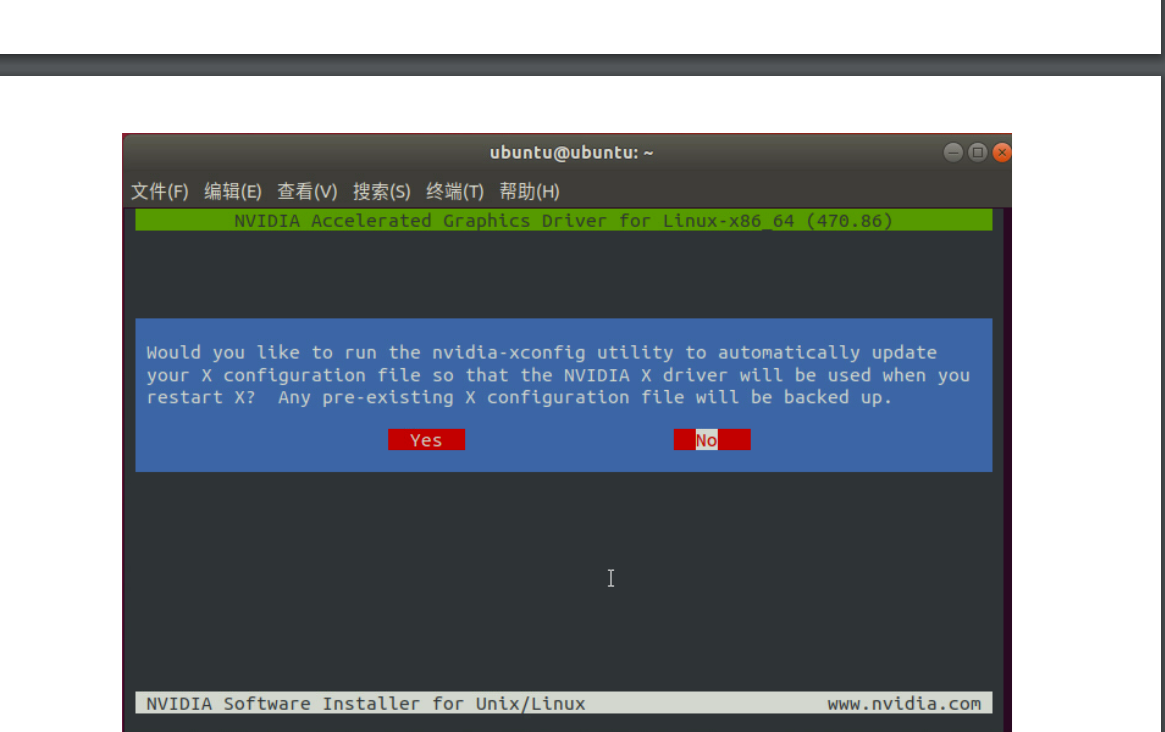 ubuntu@ubuntu: ~
文件(F) 编辑(E) 查看(V) 搜索(S) 终端(T) 帮助(H)
NVIDIA Accelerated Graphics Driver for Linux-x86_64 (470.86)
Would you like to run the nvidia-xconfig utility to automatically update
your X configuration file so that the NVIDIA X driver will be used when you
restart X?  Any pre-existing X configuration file will be backed up.
Yes No
NVIDIA Software Installer for Unix/Linux www.nvidia.com